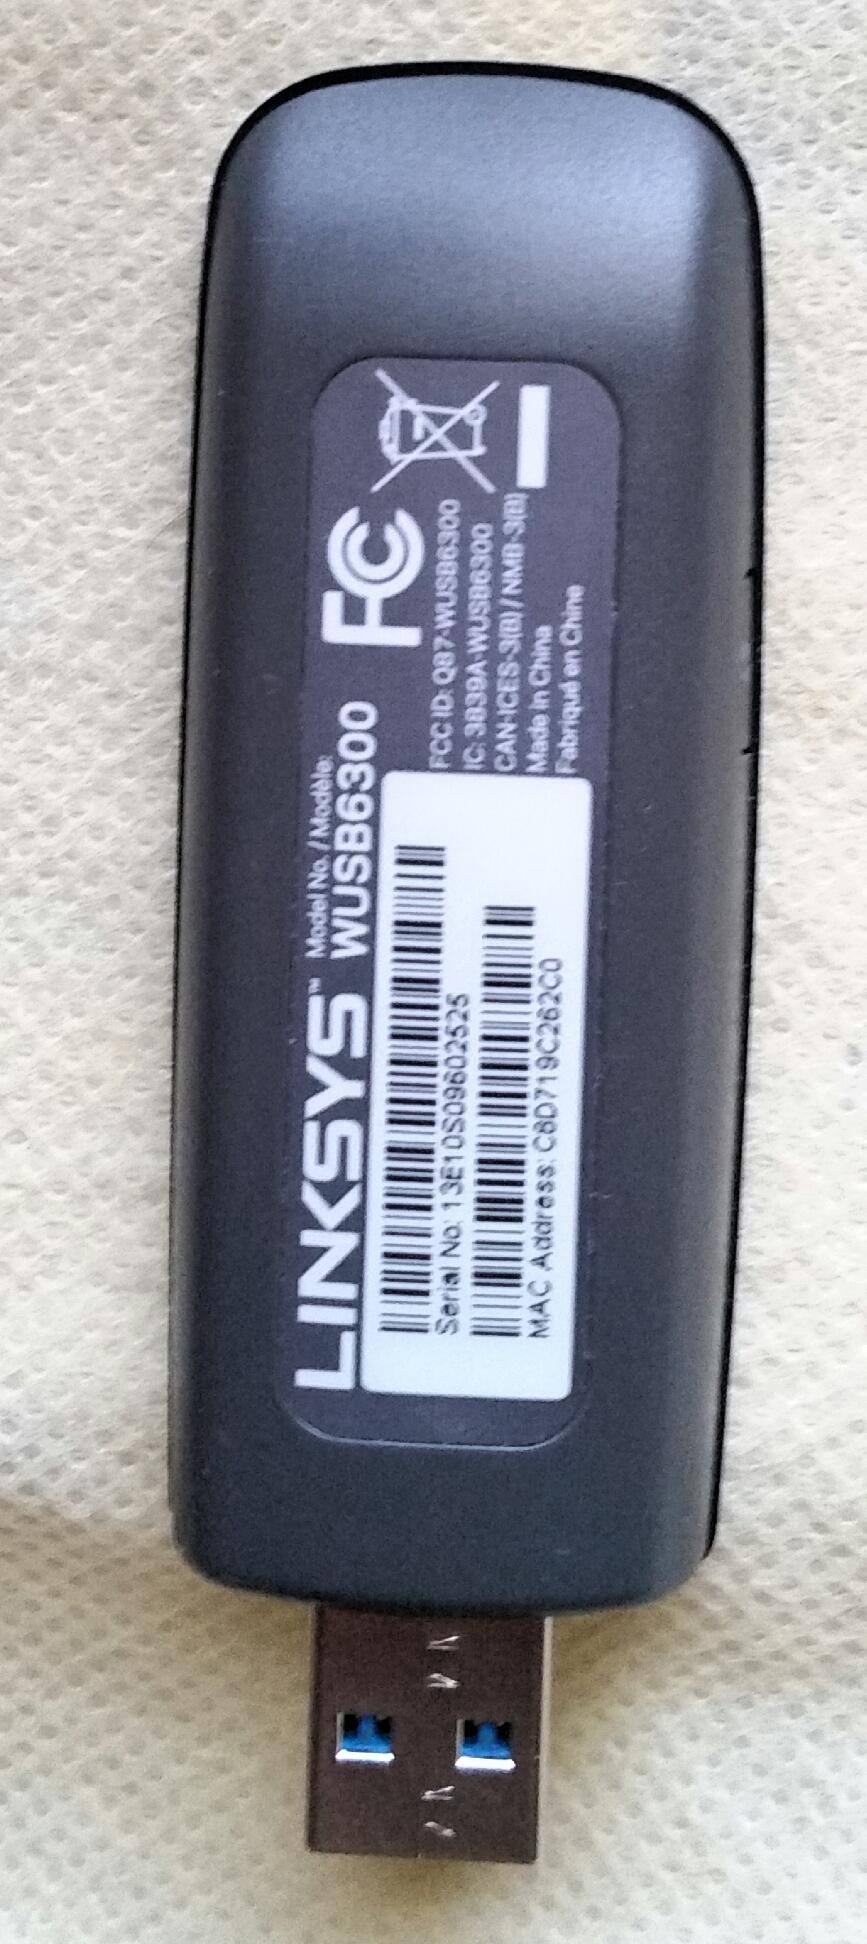 LINKSYS™
Model No. / Modèle:
WUSB6300
FC
FCC ID: Q87-WUSB6300
IC: 3839A-WUSB6300
CAN-ICES-3(B) / NMB-3(B)
Made in China
Fabriqué en Chine
Serial No: 13E10S09602525
MAC Address: C8D719C262C0